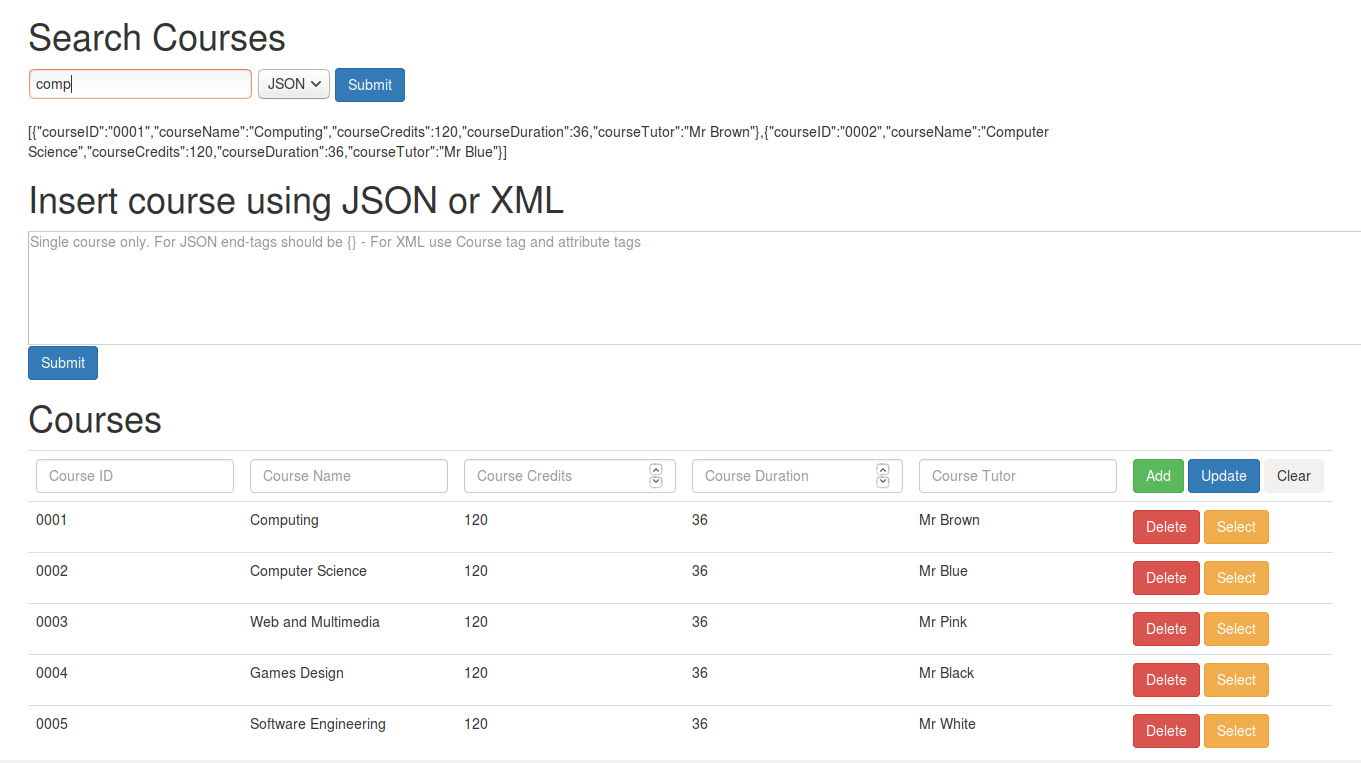 Search Courses
comp JSON Submit
[{"courseID":"0001","courseName":"Computing","courseCredits":120,"courseDuration":36,"courseTutor":"Mr Brown"},{"courseID":"0002","courseName":"Computer
Science","courseCredits":120,"courseDuration":36,"courseTutor":"Mr Blue"}]
Insert course using JSON or XML
Single course only. For JSON end-tags should be {} - For XML use Course tag and attribute tags
Submit
Courses
Course ID Course Name Course Credits Course Duration Course Tutor Add Update Clear
0001 Computing 120 36 Mr Brown Delete Select
0002 Computer Science 120 36 Mr Blue Delete Select
0003 Web and Multimedia 120 36 Mr Pink Delete Select
0004 Games Design 120 36 Mr Black Delete Select
0005 Software Engineering 120 36 Mr White Delete Select